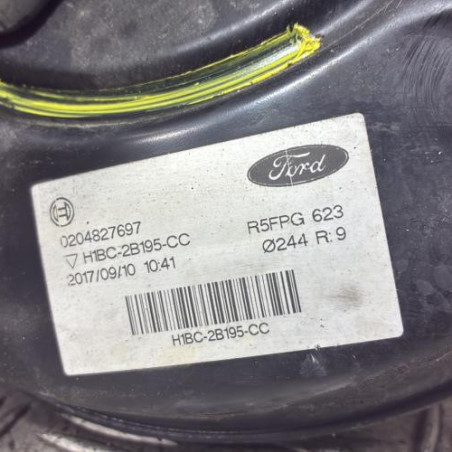 Ford
0204827697
R5FPG 623
▽ H1BC-2B195-CC
Ø244 R:9
2017/09/10 10:41
H1BC-2B195-CC